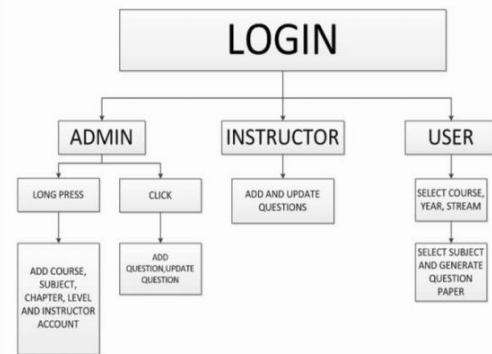 LOGIN
ADMIN
INSTRUCTOR
USER
LONG PRESS
CLICK
ADD AND UPDATE
QUESTIONS
SELECT COURSE,
YEAR, STREAM
ADD COURSE,
SUBJECT,
CHAPTER, LEVEL
AND INSTRUCTOR
ACCOUNT
ADD
QUESTION,UPDATE
QUESTION
SELECT SUBJECT
AND GENERATE
QUESTION
PAPER